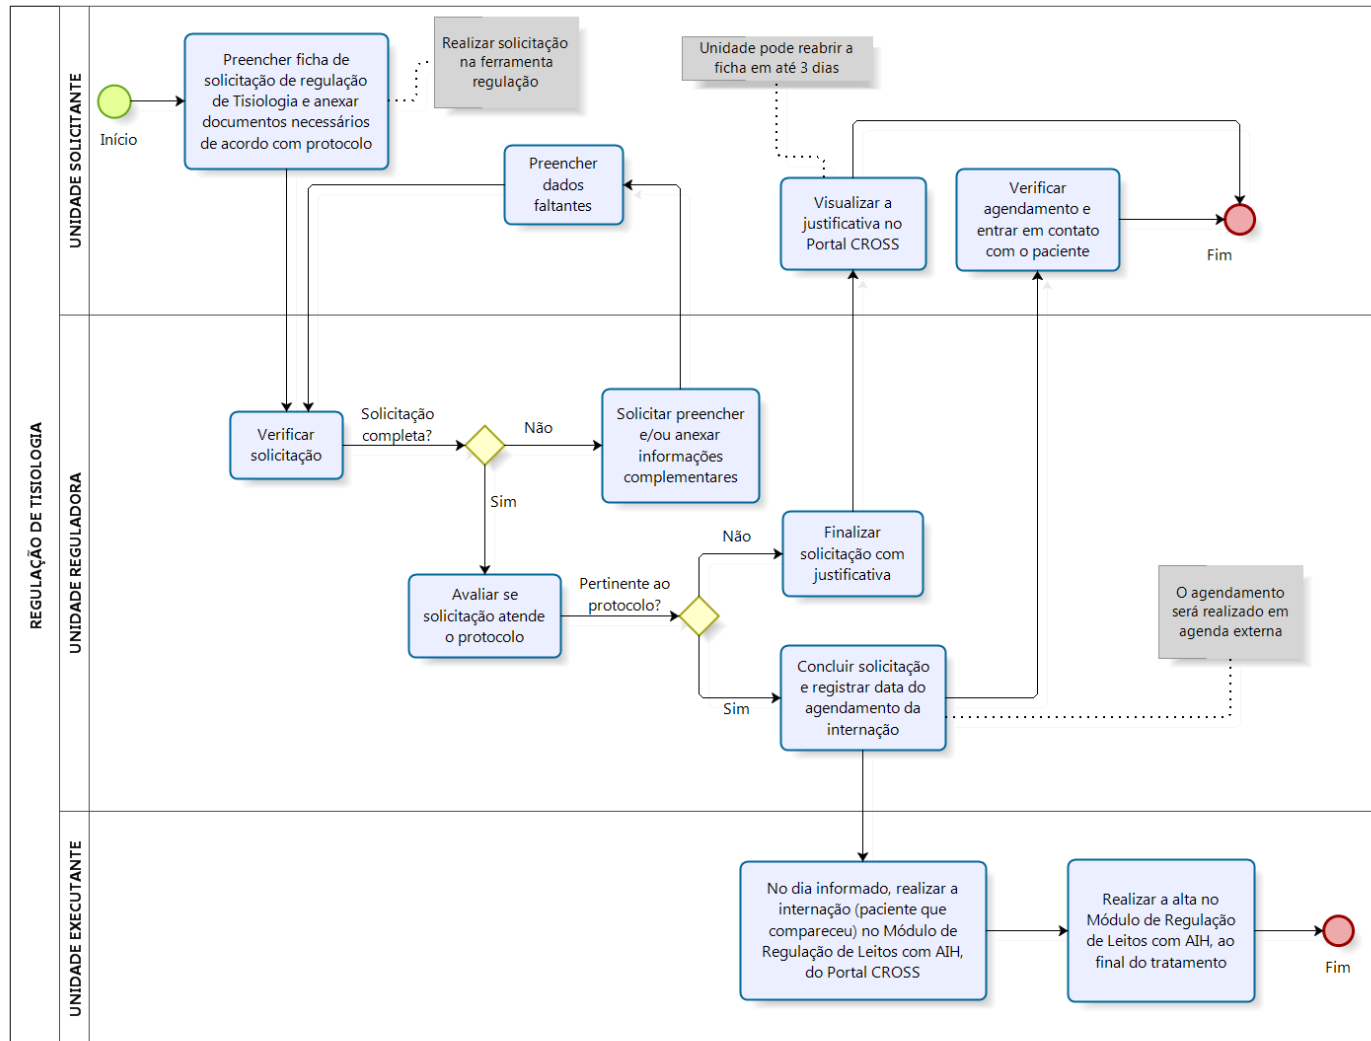 REGULAÇÃO DE TISIOLOGIA
UNIDADE SOLICITANTE
Início
Preencher ficha de
solicitação de regulação
de Tisiologia e anexar
documentos necessários
de acordo com protocolo
Realizar solicitação
na ferramenta
regulação
Preencher
dados
faltantes
Unidade pode reabrir a
ficha em até 3 dias
Visualizar a
justificativa no
Portal CROSS
Verificar
agendamento e
entrar em contato
com o paciente
Fim
UNIDADE REGULADORA
Verificar
solicitação
Solicitação
completa?
Não
Sim
Solicitar preencher
e/ou anexar
informações
complementares
Avaliar se
solicitação atende
o protocolo
Pertinente ao
protocolo?
Não
Sim
Finalizar
solicitação com
justificativa
Concluir solicitação
e registrar data do
agendamento da
internação
O agendamento
será realizado em
agenda externa
UNIDADE EXECUTANTE
No dia informado, realizar a
internação (paciente que
compareceu) no Módulo de
Regulação de Leitos com AIH,
do Portal CROSS
Realizar a alta no
Módulo de Regulação
de Leitos com AIH, ao
final do tratamento
Fim